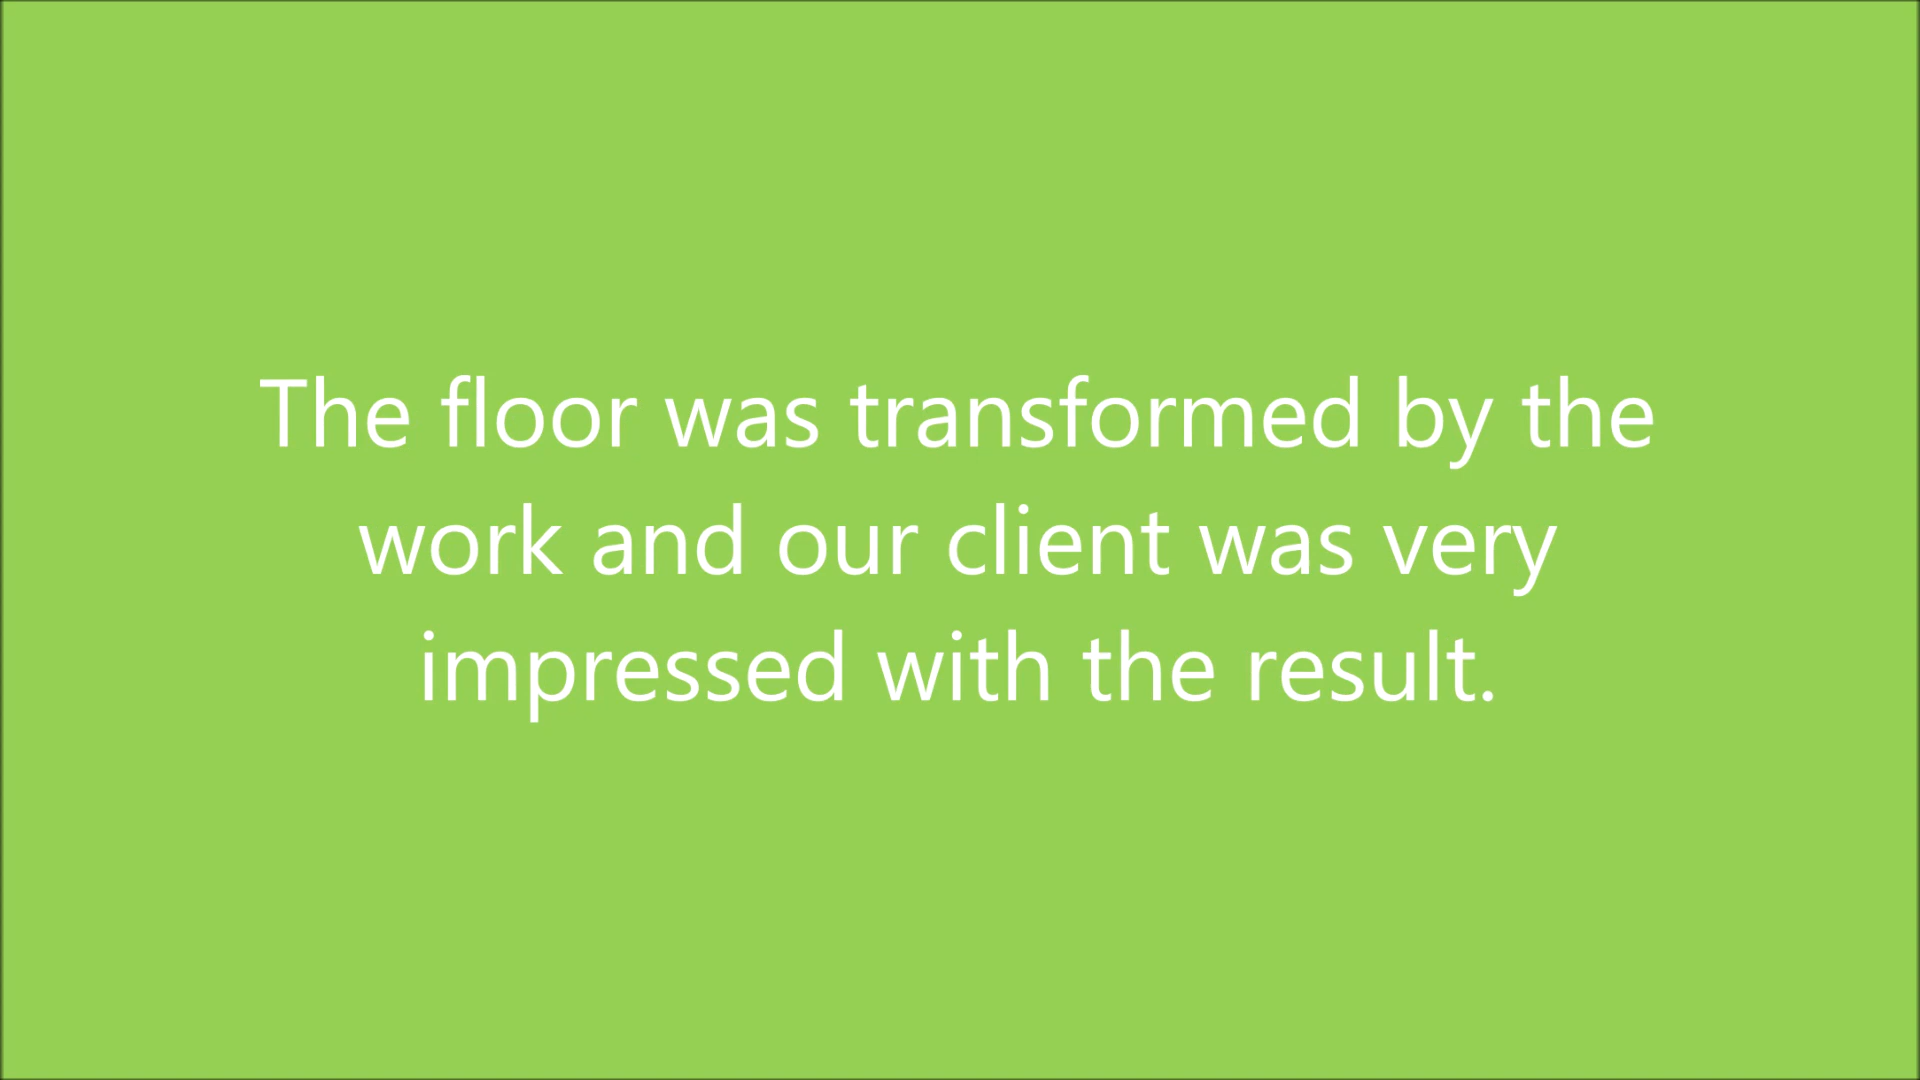 The floor was transformed by the
work and our client was very
impressed with the result.